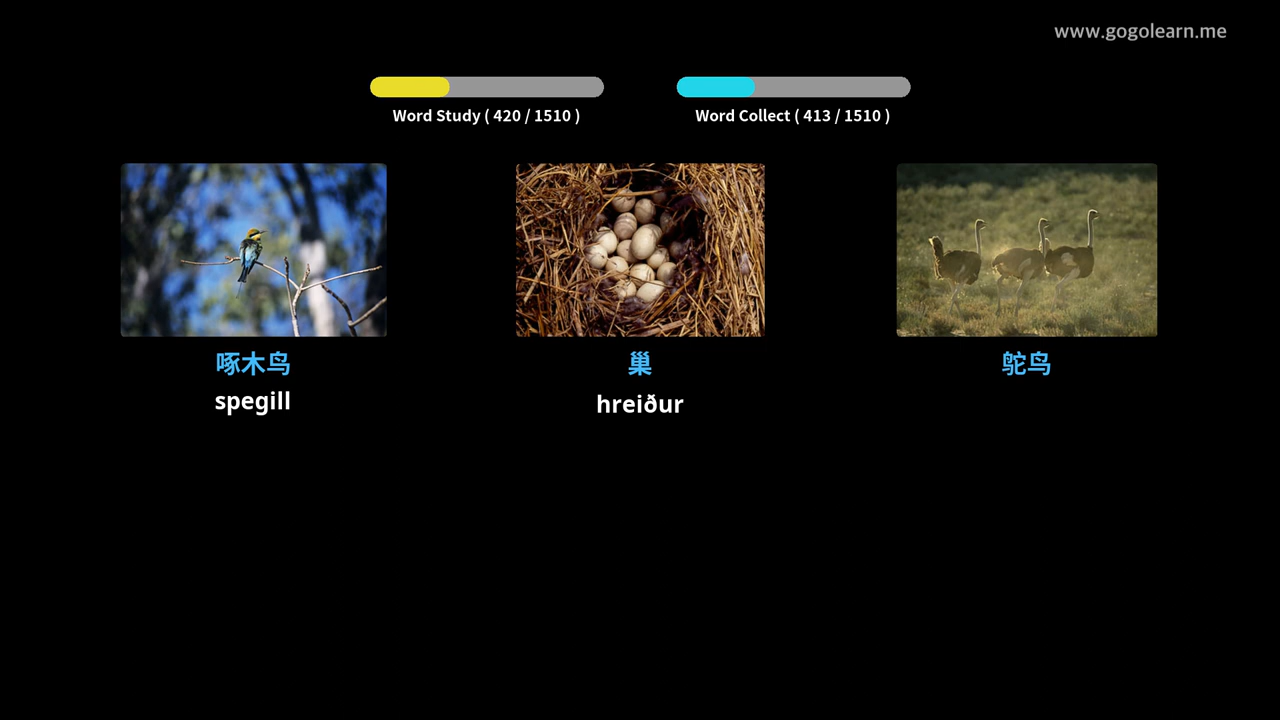 www.gogolearn.me
Word Study ( 420 / 1510 )
Word Collect ( 413 / 1510 )
啄木鸟
spegill
巢
hreiður
鸵鸟